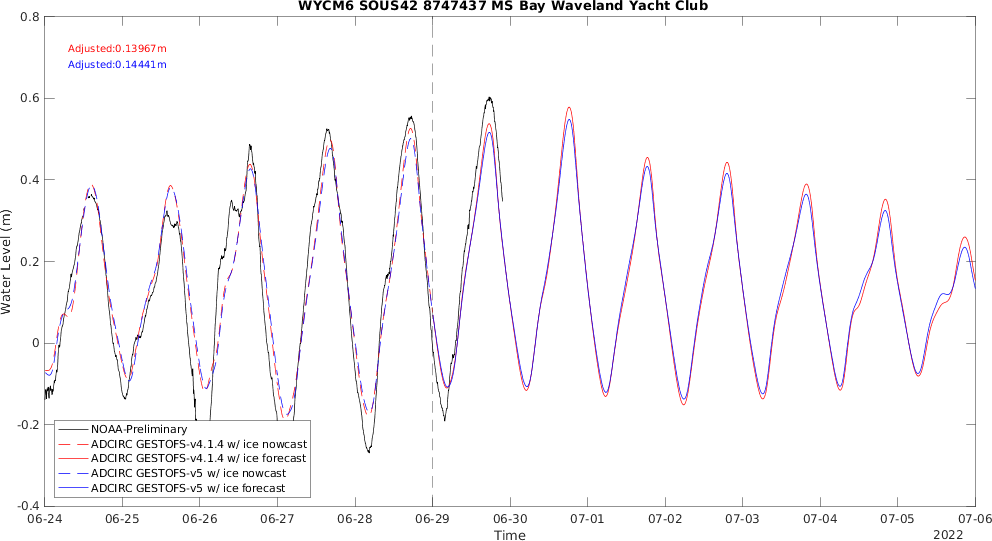 WYCM6 SOUS42 8747437 MS Bay Waveland Yacht Club
Adjusted:0.13967m
Adjusted:0.14441m
0.8
0.6
0.4
0.2
0
-0.2
-0.4
Water Level (m)
NOAA-Preliminary
ADCIRC GESTOFS-v4.1.4 w/ ice nowcast
ADCIRC GESTOFS-v4.1.4 w/ ice forecast
ADCIRC GESTOFS-v5 w/ ice nowcast
ADCIRC GESTOFS-v5 w/ ice forecast
06-24 06-25 06-26 06-27 06-28 06-29 06-30 07-01 07-02 07-03 07-04 07-05 07-06
Time
2022